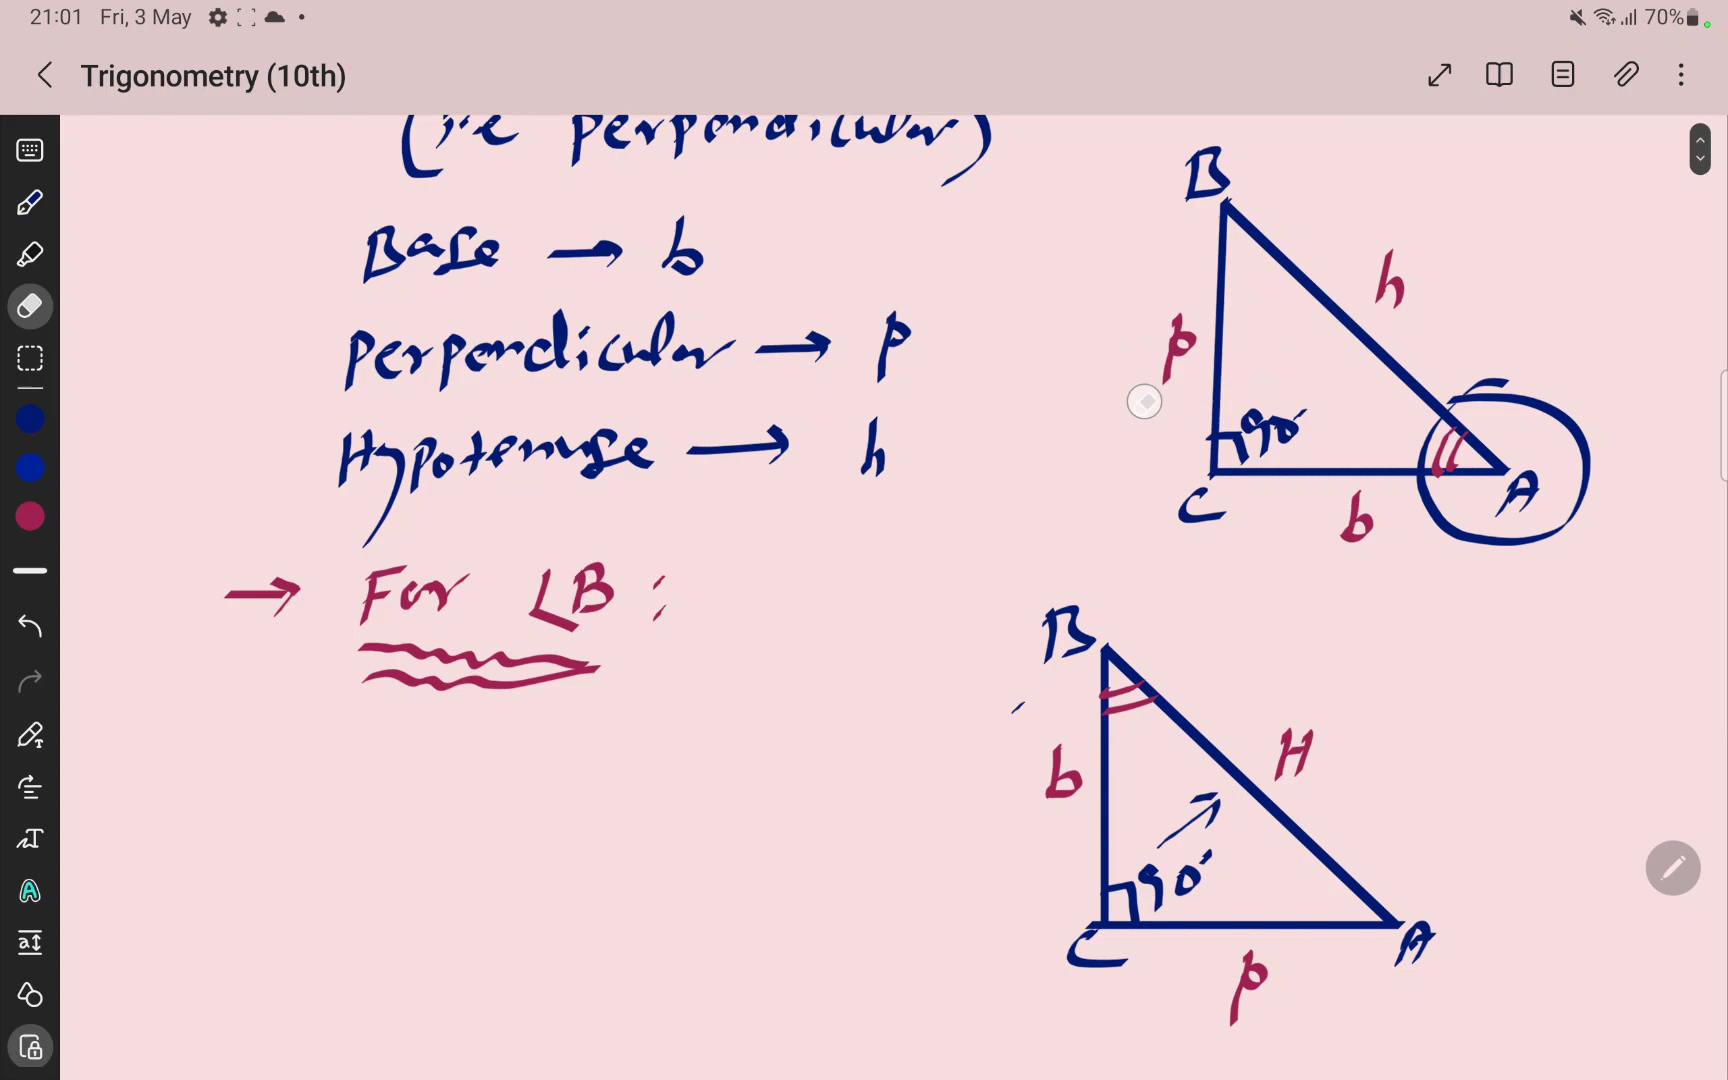 21:01 Fri, 3 May
70%
Trigonometry (10th)
(i.e perpendicular)
Base → b
Perpendicular → p
Hypotenuse → h
→ For ∠B :
B
h
p
90°
C
b
A
B
b
H
90°
C
A
p